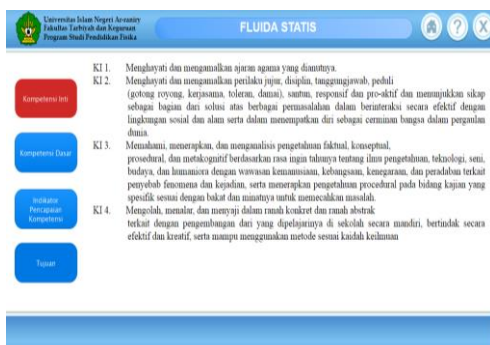 Universitas Islam Negeri Ar-raniry
Fakultas Tarbiyah dan Keguruan
Program Studi Pendidikan Fisika
FLUIDA STATIS
?
X
Kompetensi Inti
Kompetensi Dasar
Indikator
Pencapaian
Kompetensi
Tujuan
KI 1. Menghayati dan mengamalkan ajaran agama yang dianutnya.
KI 2. Menghayati dan mengamalkan perilaku jujur, disiplin, tanggungjawab, peduli
(gotong royong, kerjasama, toleran, damai), santun, responsif dan pro-aktif dan menunjukkan sikap
sebagai bagian dari solusi atas berbagai permasalahan dalam berinteraksi secara efektif dengan
lingkungan sosial dan alam serta dalam menempatkan diri sebagai cerminan bangsa dalam pergaulan
dunia.
KI 3. Memahami, menerapkan, dan menganalisis pengetahuan faktual, konseptual,
prosedural, dan metakognitif berdasarkan rasa ingin tahunya tentang ilmu pengetahuan, teknologi, seni,
budaya, dan humaniora dengan wawasan kemanusiaan, kebangsaan, kenegaraan, dan peradaban terkait
penyebab fenomena dan kejadian, serta menerapkan pengetahuan procedural pada bidang kajian yang
spesifik sesuai dengan bakat dan minatnya untuk memecahkan masalah.
KI 4. Mengolah, menalar, dan menyaji dalam ranah konkret dan ranah abstrak
terkait dengan pengembangan dari yang dipelajarinya di sekolah secara mandiri, bertindak secara
efektif dan kreatif, serta mampu menggunakan metode sesuai kaidah keilmuan